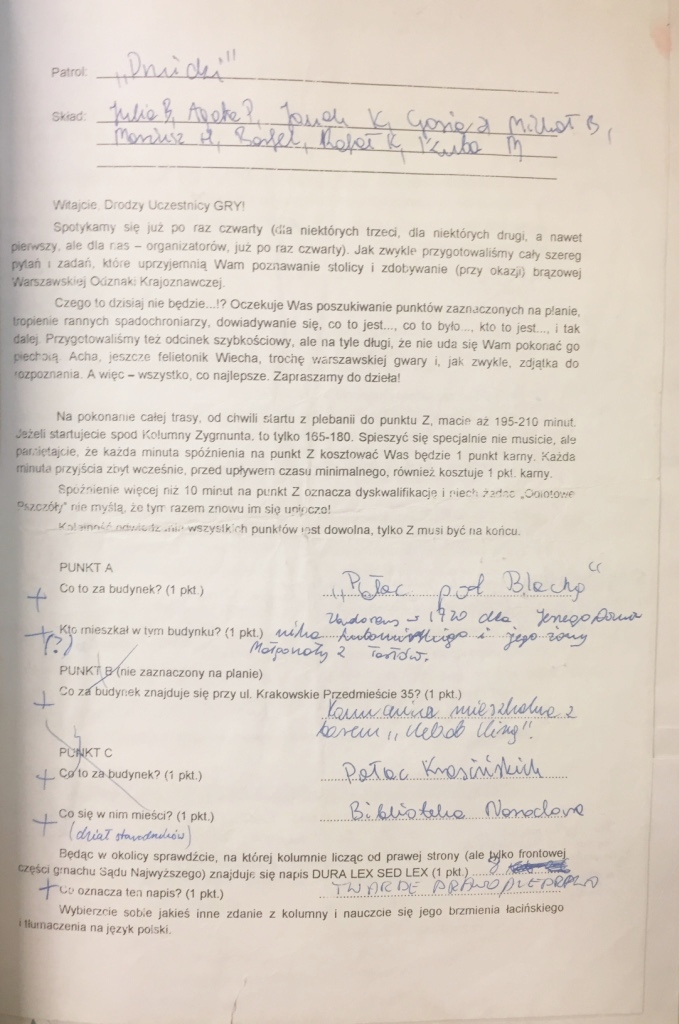 Patrol: „Druidzi"
Skład: Julia B, Agata P, Jacek K, Gosia Z Michał B,
Mariusz H, Bartek, Rafał K, Kuba M
Witajcie, Drodzy Uczestnicy GRY!
Spotykamy się już po raz czwarty (dla niektórych trzeci, dla niektórych drugi, a nawet
pierwszy, ale dla nas – organizatorów, już po raz czwarty). Jak zwykle przygotowaliśmy cały szereg
pytań i zadań, które uprzyjemnią Wam poznawanie stolicy i zdobywanie (przy okazji) brązowej
Warszawskiej Odznaki Krajoznawczej.
Czego to dzisiaj nie będzie...!? Oczekuje Was poszukiwanie punktów zaznaczonych na planie,
tropienie rannych spadochroniarzy, dowiadywanie się, co to jest..., co to było..., kto to jest..., i tak
dalej. Przygotowaliśmy też odcinek szybkościowy, ale na tyle długi, że nie uda się Wam pokonać go
piechotą. Acha, jeszcze felietonik Wiecha, trochę warszawskiej gwary i, jak zwykle, zdjątka do
rozpoznania. A więc – wszystko, co najlepsze. Zapraszamy do dzieła!
Na pokonanie całej trasy, od chwili startu z plebanii do punktu Z, macie aż 195-210 minut.
Jeżeli startujecie spod Kolumny Zygmunta, to tylko 165-180. Spieszyć się specjalnie nie musicie, ale
pamiętajcie, że każda minuta spóźnienia na punkt Z kosztować Was będzie 1 punkt karny. Każda
minuta przyjścia zbyt wcześnie, przed upływem czasu minimalnego, również kosztuje 1 pkt. karny.
Spóźnienie więcej niż 10 minut na punkt Z oznacza dyskwalifikację i niech żadne
Pszczoły" nie myślą, że tym razem znowu im się upiecze!
Kolejność odwiedzania wszystkich punktów jest dowolna, tylko Z musi być na końcu.
PUNKT A
Co to za budynek? (1 pkt.) „Pałac pod Blachą"
Kto mieszkał w tym budynku? (1 pkt.) Zbudowany w 1720 dla Jerzego Domi
nika Lubomirskiego i jego żony
(?) Małgorzaty z Tarłów.
PUNKT B (nie zaznaczony na planie)
Co za budynek znajduje się przy ul. Krakowskie Przedmieście 35? (1 pkt.)
Kamienica mieszkalna z
barem „Kebab King".
PUNKT C
Co to za budynek? (1 pkt.) Pałac Krasińskich
Co się w nim mieści? (1 pkt.) Biblioteka Narodowa
(dział starodruków)
Będąc w okolicy sprawdźcie, na której kolumnie licząc od prawej strony (ale tylko frontowej
części gmachu Sądu Najwyższego) znajduje się napis DURA LEX SED LEX (1 pkt.) 8
Co oznacza ten napis? (1 pkt.) TWARDE PRAWO ALE PRAWO
Wybierzcie sobie jakieś inne zdanie z kolumny i nauczcie się jego brzmienia łacińskiego
i tłumaczenia na język polski.